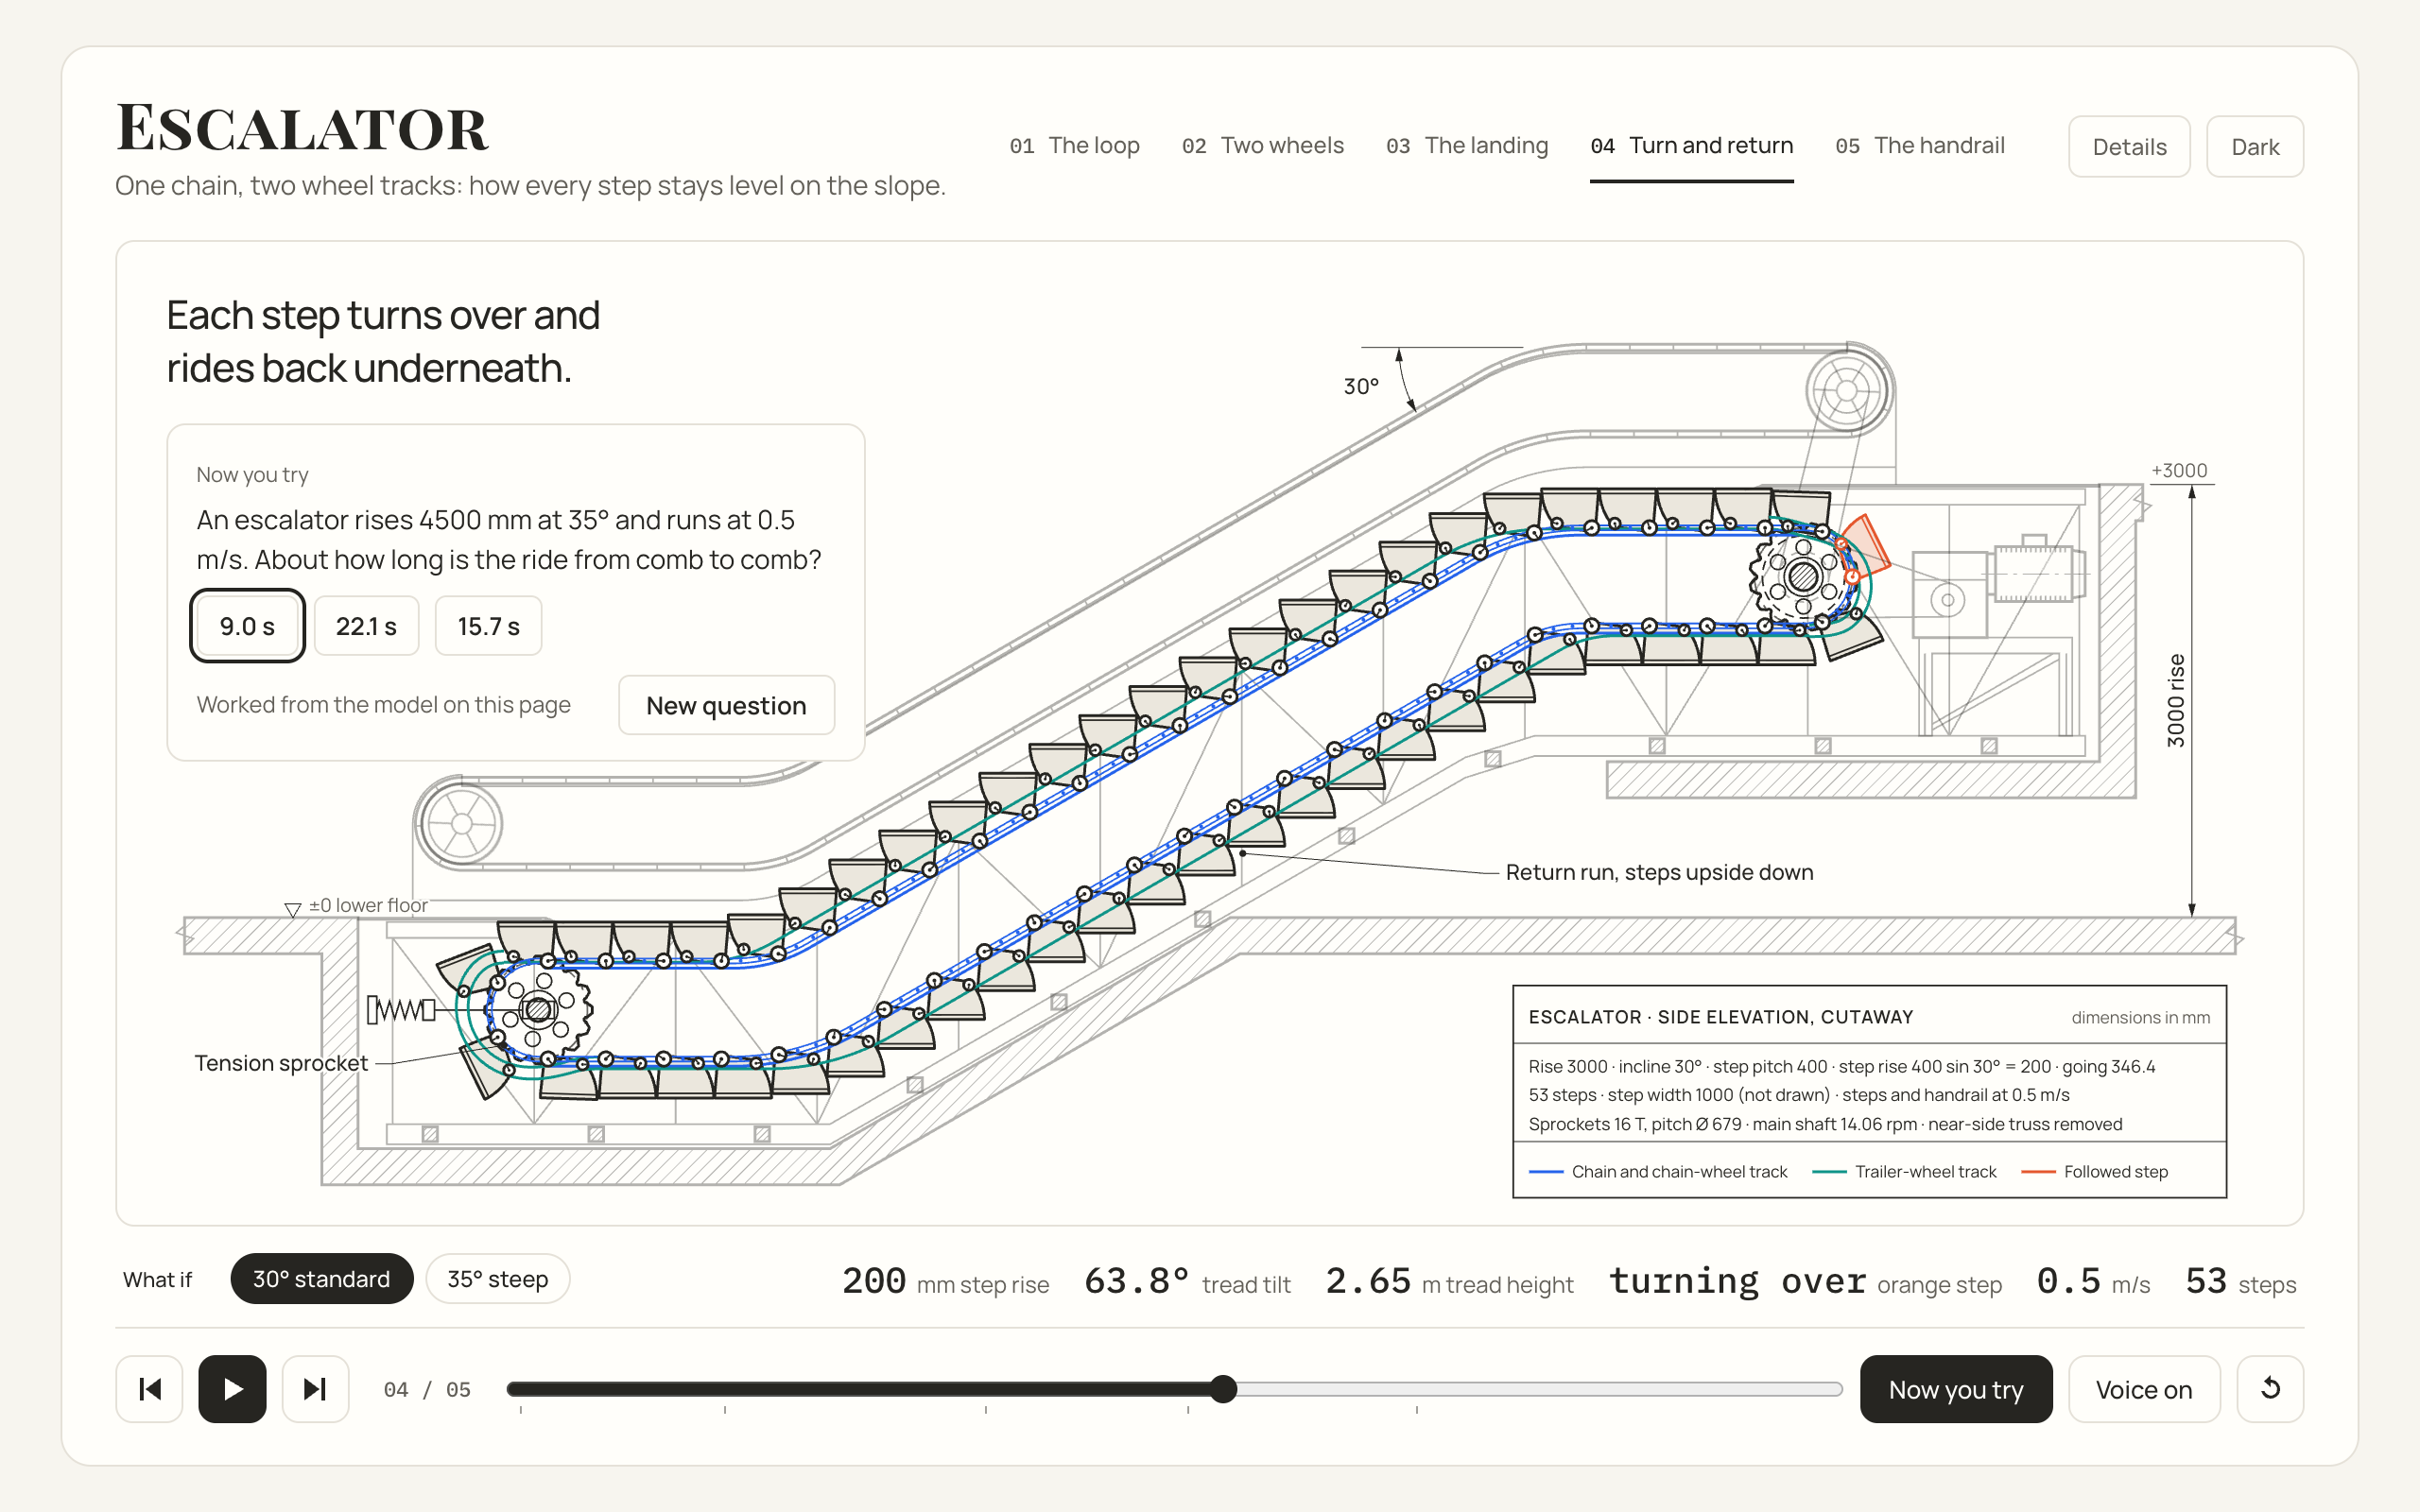 ESCALATOR
One chain, two wheel tracks: how every step stays level on the slope.
01 The loop
02 Two wheels
03 The landing
04 Turn and return
05 The handrail
Details
Dark
Each step turns over and
rides back underneath.
Now you try
An escalator rises 4500 mm at 35° and runs at 0.5
m/s. About how long is the ride from comb to comb?
9.0 s
22.1 s
15.7 s
Worked from the model on this page
New question
30°
+3000
3000 rise
Return run, steps upside down
±0 lower floor
Tension sprocket
ESCALATOR · SIDE ELEVATION, CUTAWAY
dimensions in mm
Rise 3000 · incline 30° · step pitch 400 · step rise 400 sin 30° = 200 · going 346.4
53 steps · step width 1000 (not drawn) · steps and handrail at 0.5 m/s
Sprockets 16 T, pitch Ø 679 · main shaft 14.06 rpm · near-side truss removed
Chain and chain-wheel track
Trailer-wheel track
Followed step
What if
30° standard
35° steep
200 mm step rise
63.8° tread tilt
2.65 m tread height
turning over orange step
0.5 m/s
53 steps
04 / 05
Now you try
Voice on